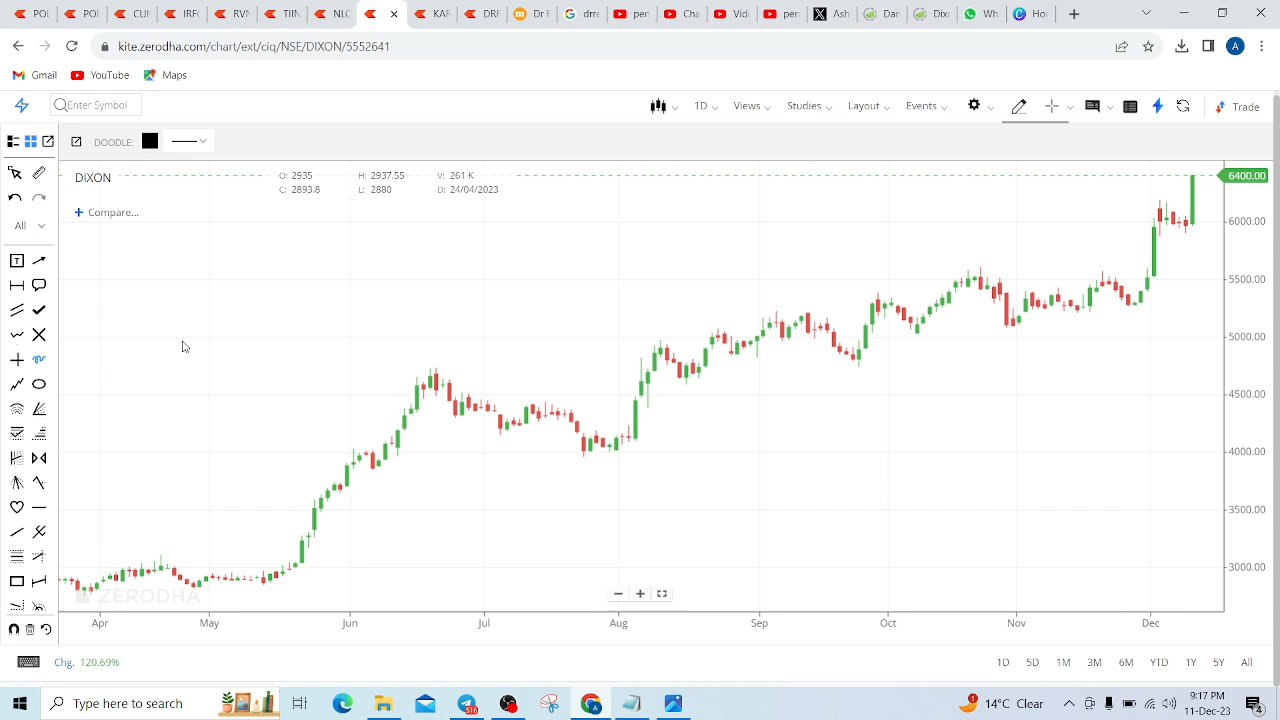 POL CUI IRF RVN TIIN NLC KAF DRF Dr F drre per Cha Vid per Ash Dar Dix Wh Ho
kite.zerodha.com/chart/ext/ciq/NSE/DIXON/5552641
Gmail YouTube Maps
Enter Symbol 1D Views Studies Layout Events Trade
DOODLE:
DIXON
O: 2935 H: 2937.55 V: 261 K
C: 2893.8 L: 2880 D: 24/04/2023
+ Compare...
All
6400.00
6000.00
5500.00
5000.00
4500.00
4000.00
3500.00
3000.00
ZERODHA
Apr May Jun Jul Aug Sep Oct Nov Dec
Chg. 120.69% 1D 5D 1M 3M 6M YTD 1Y 5Y All
Type here to search
516
14°C Clear
9:17 PM
11-Dec-23
4